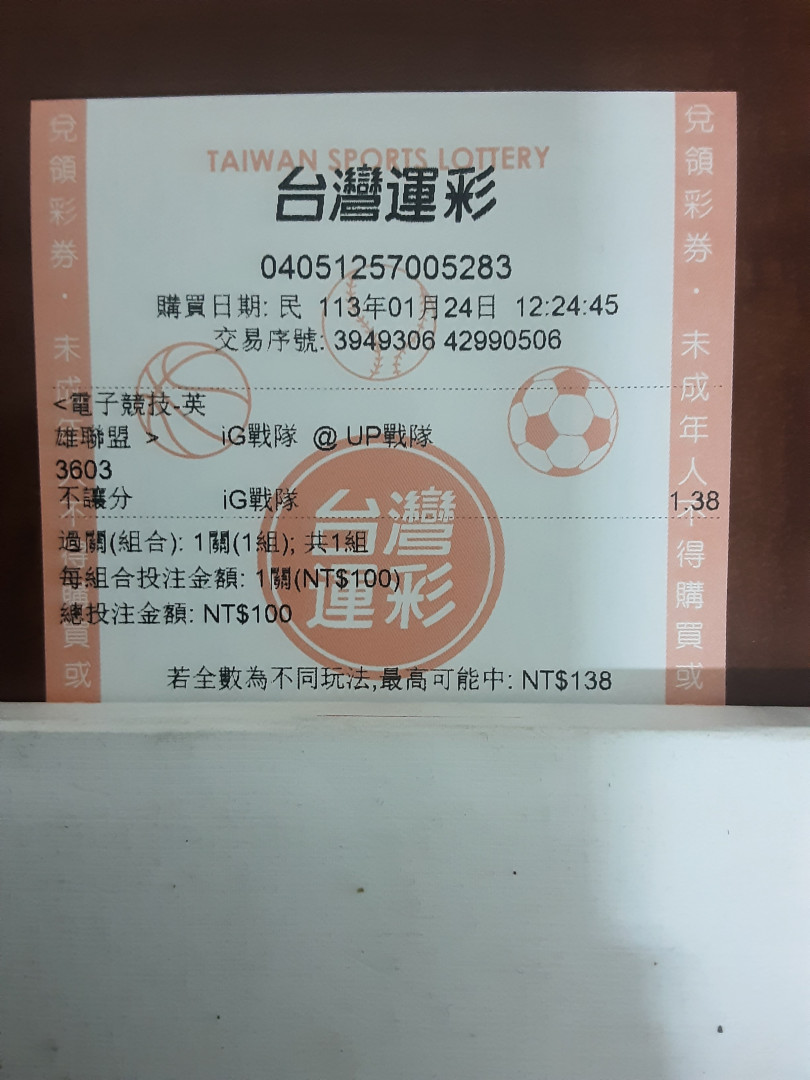 TAIWAN SPORTS LOTTERY
台灣運彩
04051257005283
購買日期: 民 113年01月24日 12:24:45
交易序號: 3949306 42990506
<電子競技-英
雄聯盟 > iG戰隊 @ UP戰隊
3603
不讓分 iG戰隊 1.38
過關(組合): 1關(1組); 共1組
每組合投注金額: 1關(NT$100)
總投注金額: NT$100
若全數為不同玩法,最高可能中: NT$138
台灣
運彩
兌領彩券・未成年人不得購買或
兌領彩券・未成年人不得購買或